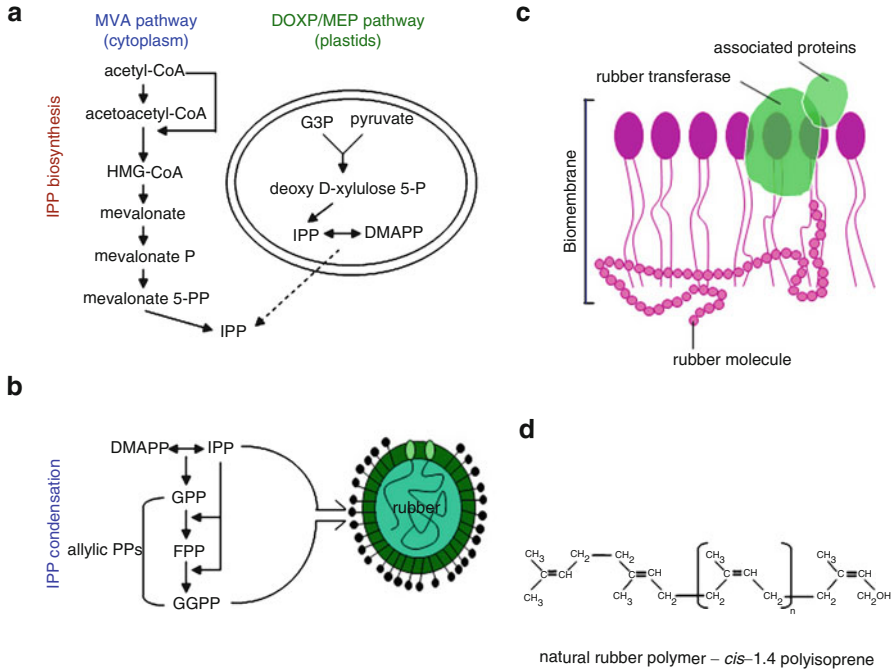 a
MVA pathway
(cytoplasm)
DOXP/MEP pathway
(plastids)
IPP biosynthesis
acetyl-CoA
acetoacetyl-CoA
HMG-CoA
mevalonate
mevalonate P
mevalonate 5-PP
IPP
G3P
pyruvate
deoxy D-xylulose 5-P
IPP
DMAPP
c
associated proteins
rubber transferase
Biomembrane
rubber molecule
b
IPP condensation
DMAPP
IPP
GPP
allylic PPs
FPP
GGPP
rubber
d
CH3 CH2 CH2 CH3 CH3
C=CH C=CH C=CH C=CH
CH3 CH3 CH2 CH2 CH2 n CH2 CH2OH
natural rubber polymer – cis–1.4 polyisoprene